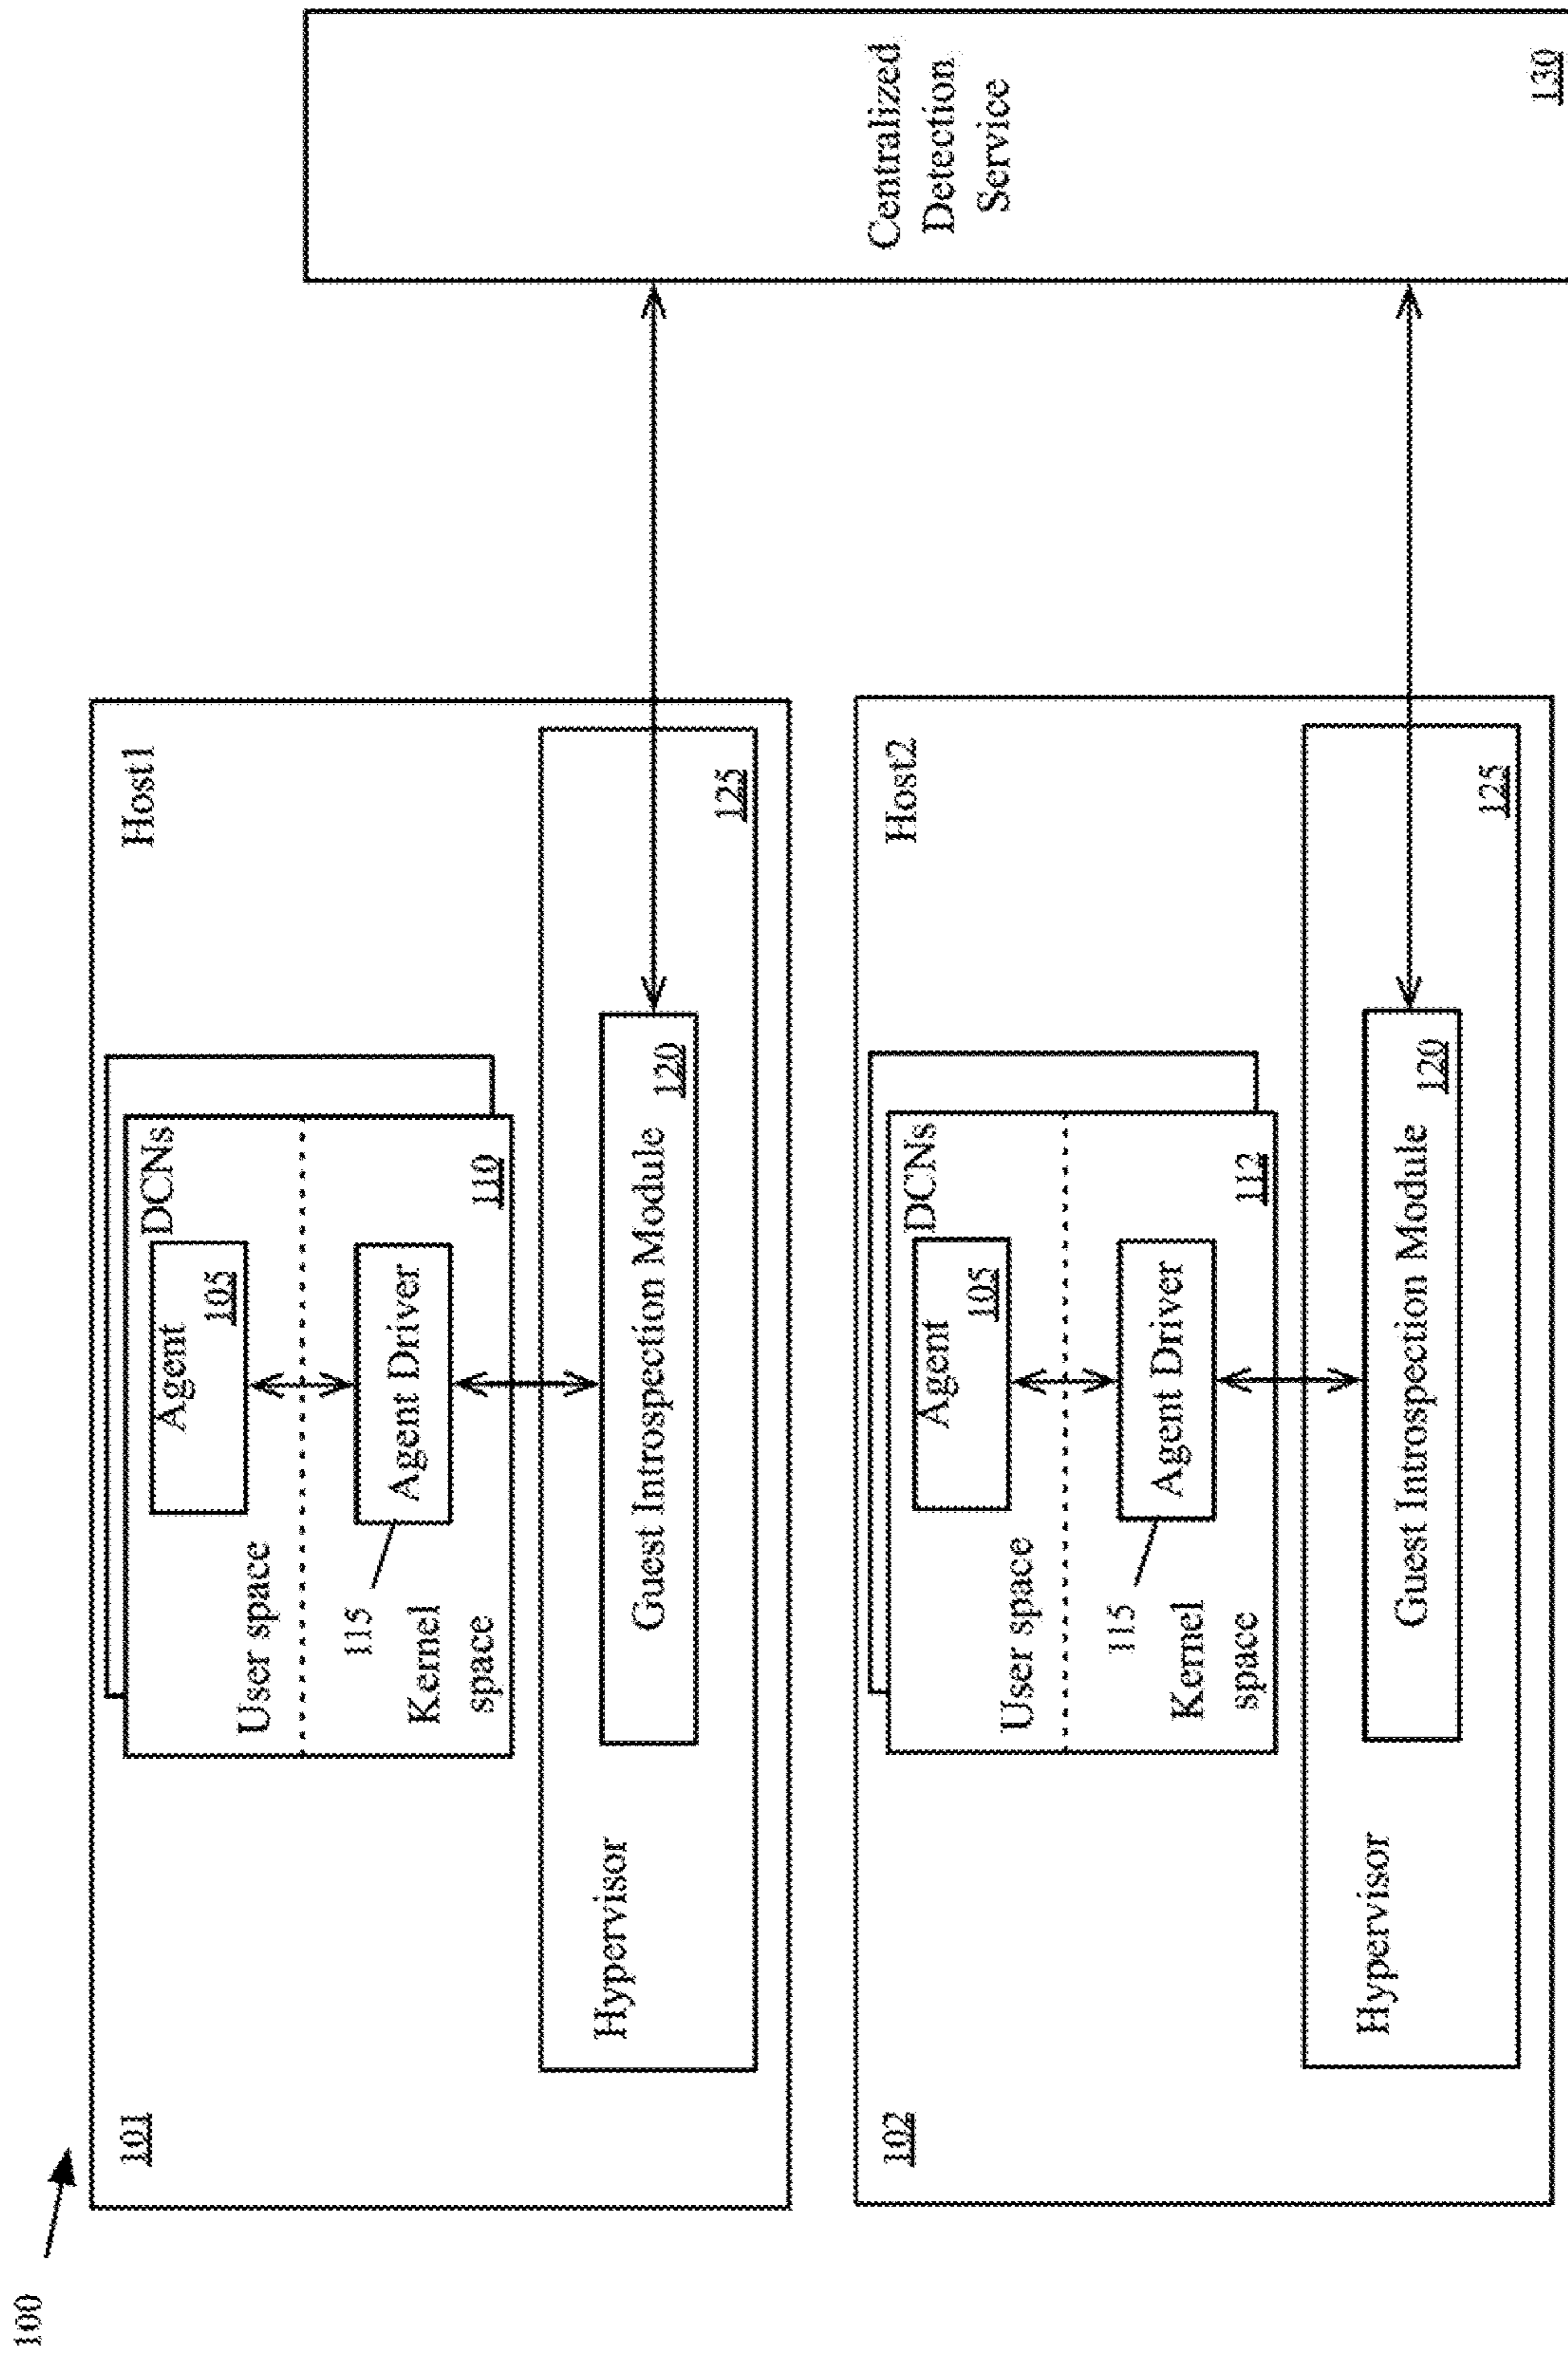 100
101
Host1
DCNs
Agent
105
User space
115
Agent Driver
Kernel
space
110
Hypervisor
Guest Introspection Module
120
125
102
Host2
DCNs
Agent
105
User space
115
Agent Driver
Kernel
space
112
Hypervisor
Guest Introspection Module
120
125
Centralized
Detection
Service
130